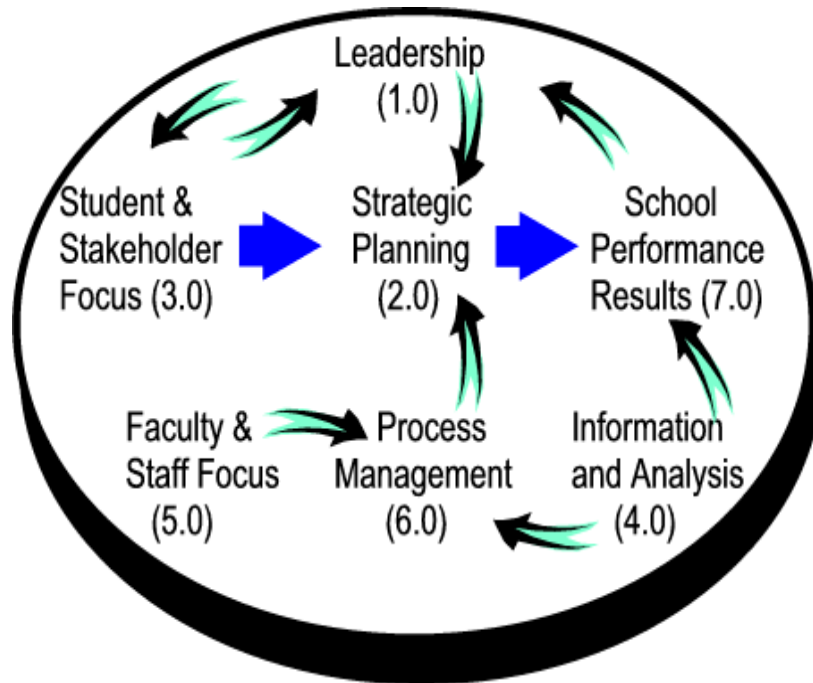 Leadership
(1.0)
Student &
Stakeholder
Focus (3.0)
Strategic
Planning
(2.0)
School
Performance
Results (7.0)
Faculty &
Staff Focus
(5.0)
Process
Management
(6.0)
Information
and Analysis
(4.0)